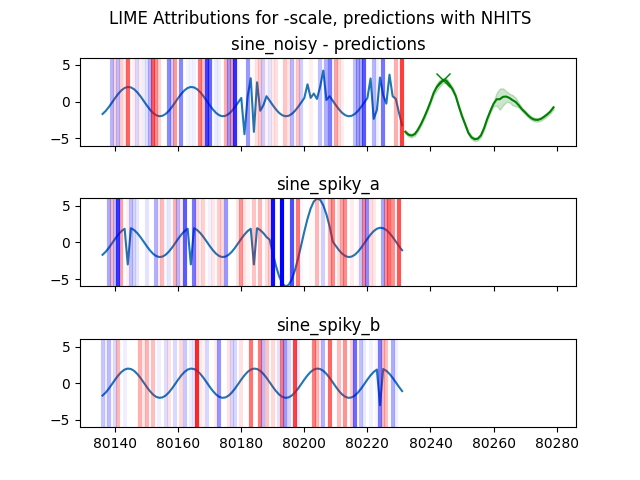 LIME Attributions for -scale, predictions with NHITS
sine_noisy - predictions
5
0
−5
sine_spiky_a
5
0
−5
sine_spiky_b
5
0
−5
80140 80160 80180 80200 80220 80240 80260 80280